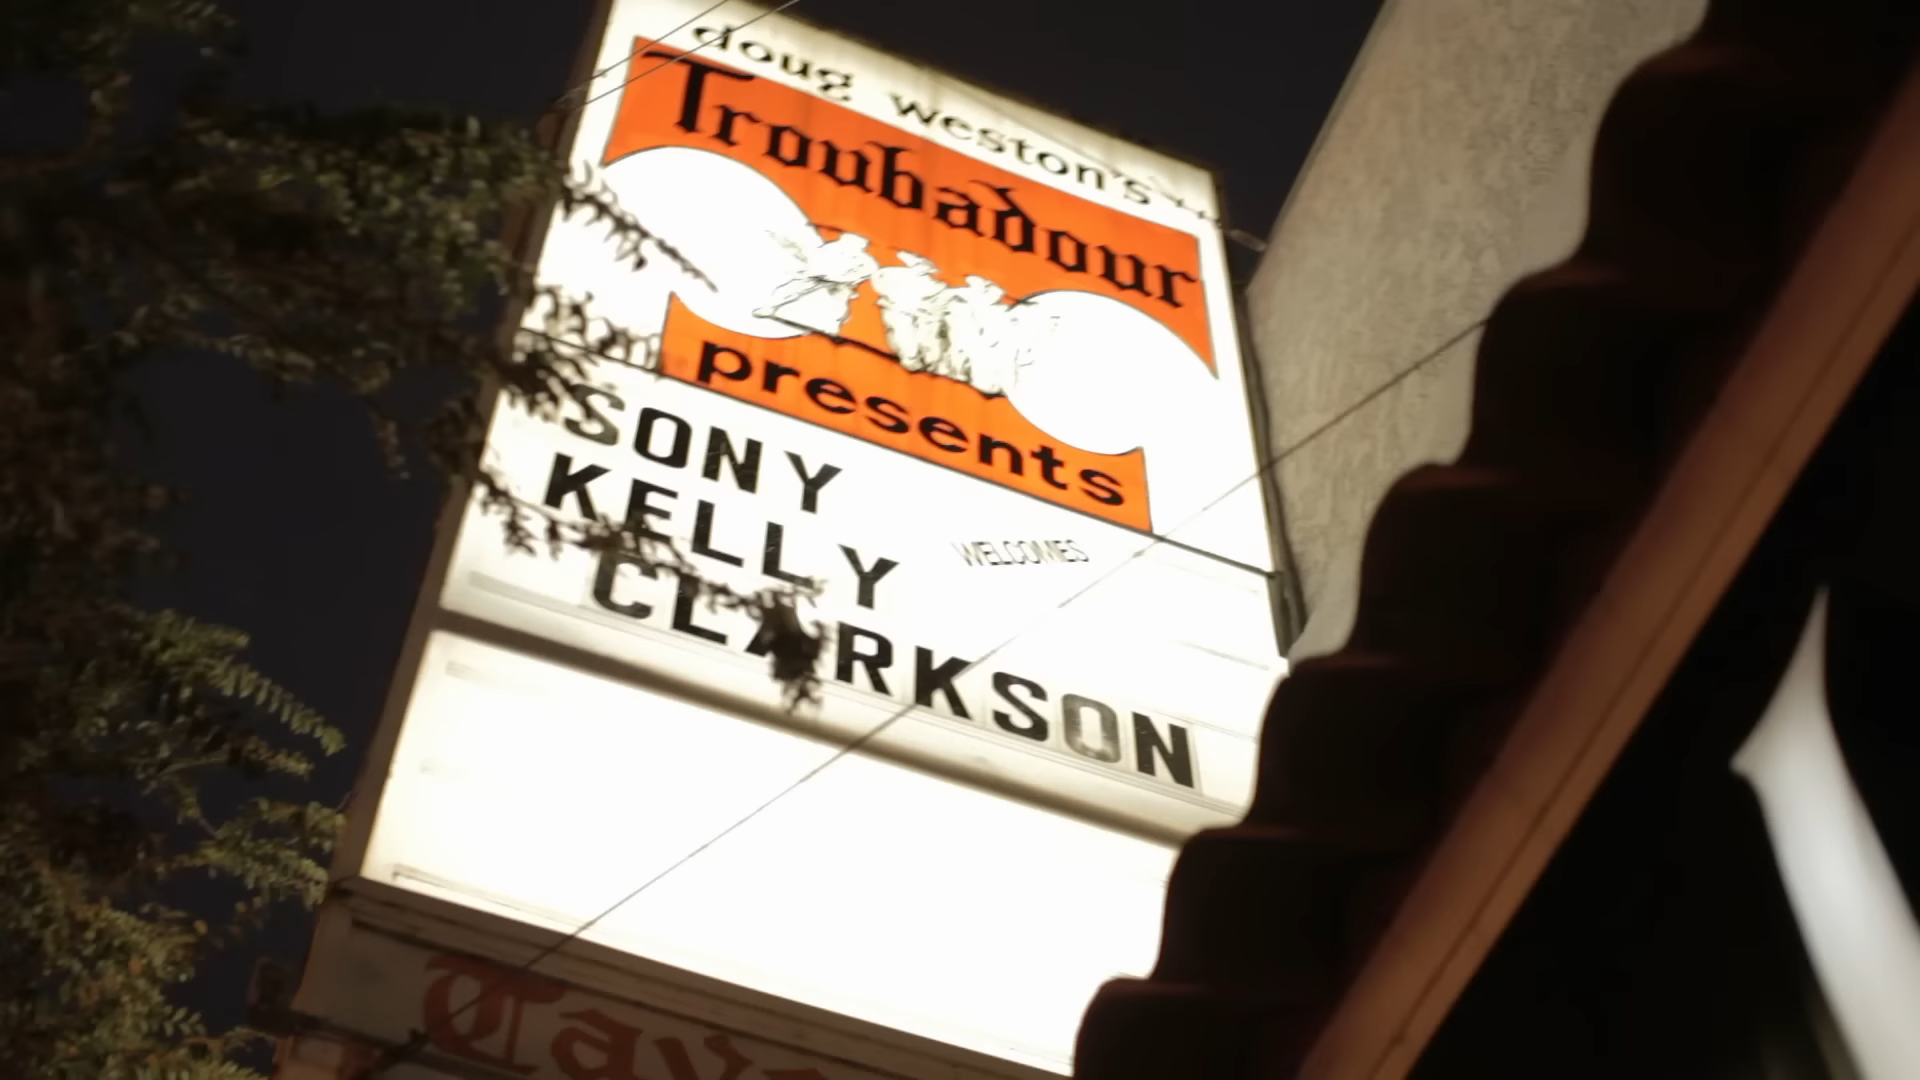 doug weston's
Troubadour
presents
SONY
WELCOMES
KELLY
CLARKSON